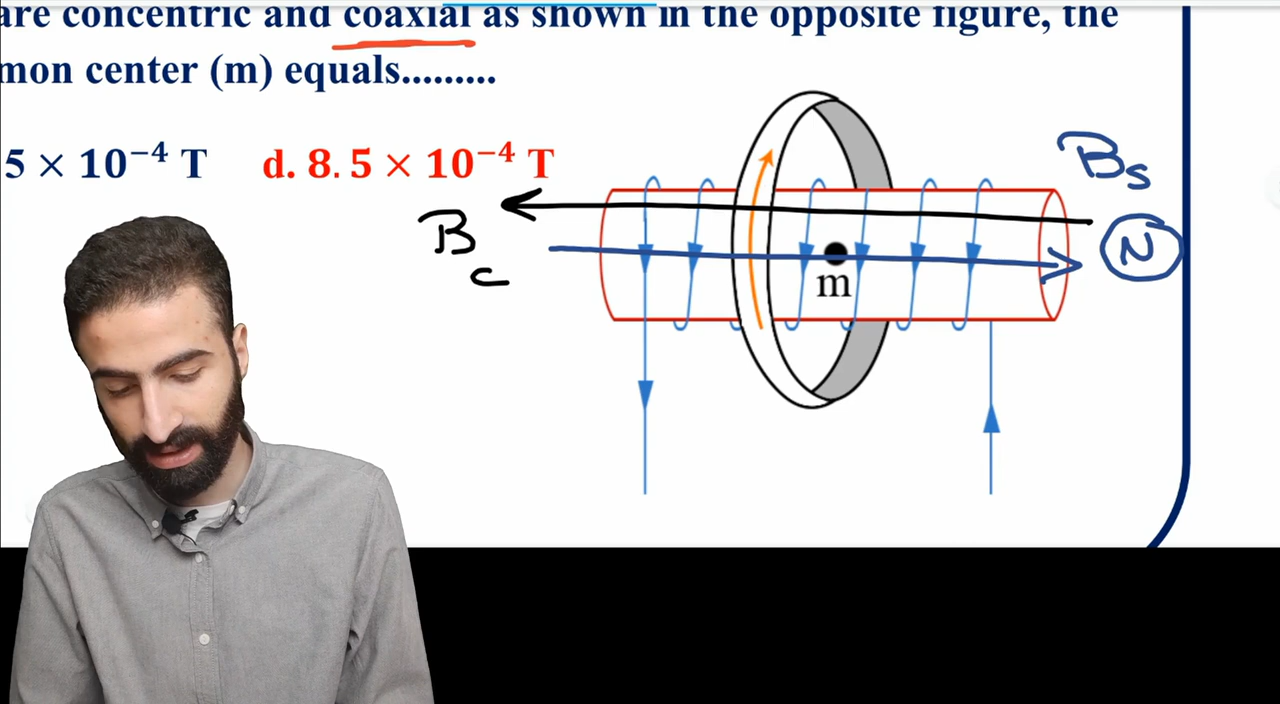 are concentric and coaxial as shown in the opposite figure, the
mon center (m) equals.........
5 × 10⁻⁴ T d. 8.5 × 10⁻⁴ T
Bs
Bc
N
m